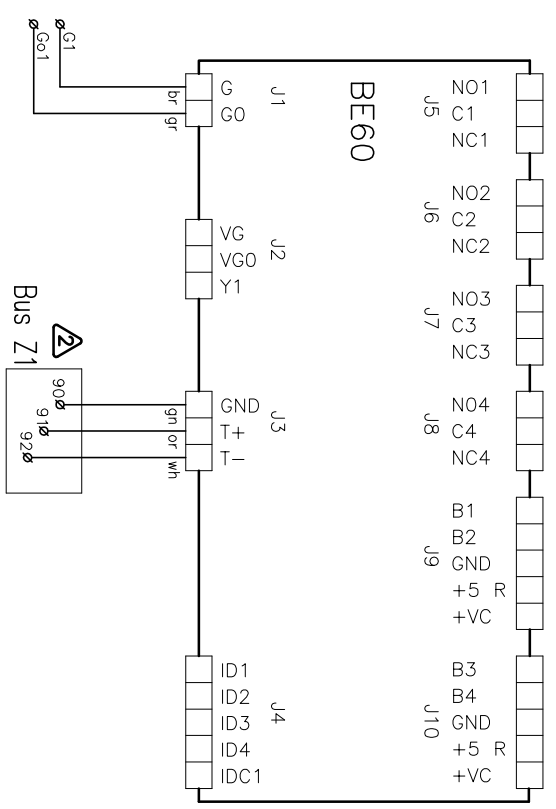 Go1
G1
br
gr
G
G0
J1
BE60
NO1
C1
NC1
J5
NO2
C2
NC2
J6
VG
VG0
Y1
J2
NO3
C3
NC3
J7
Bus Z1
2
90
91
92
gn
or
wh
GND
T+
T-
J3
NO4
C4
NC4
J8
B1
B2
GND
+5 R
+VC
J9
ID1
ID2
ID3
ID4
IDC1
J4
B3
B4
GND
+5 R
+VC
J10